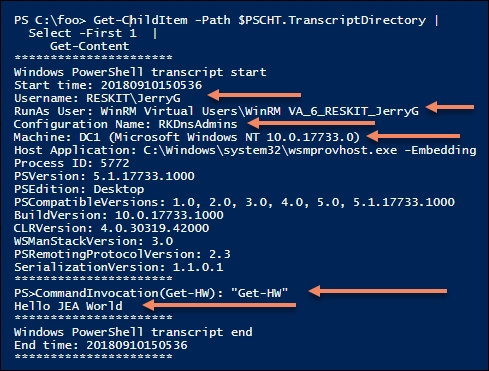 PS C:\foo> Get-ChildItem -Path $PSCHT.TranscriptDirectory |
Select -First 1 |
Get-Content
**********************
Windows PowerShell transcript start
Start time: 20180910150536
Username: RESKIT\JerryG
RunAs User: WinRM Virtual Users\WinRM VA_6_RESKIT_JerryG
Configuration Name: RKDnsAdmins
Machine: DC1 (Microsoft Windows NT 10.0.17733.0)
Host Application: C:\Windows\system32\wsmprovhost.exe -Embedding
Process ID: 5772
PSVersion: 5.1.17733.1000
PSEdition: Desktop
PSCompatibleVersions: 1.0, 2.0, 3.0, 4.0, 5.0, 5.1.17733.1000
BuildVersion: 10.0.17733.1000
CLRVersion: 4.0.30319.42000
WSManStackVersion: 3.0
PSRemotingProtocolVersion: 2.3
SerializationVersion: 1.1.0.1
**********************
PS>CommandInvocation(Get-HW): "Get-HW"
Hello JEA World
**********************
Windows PowerShell transcript end
End time: 20180910150536
**********************